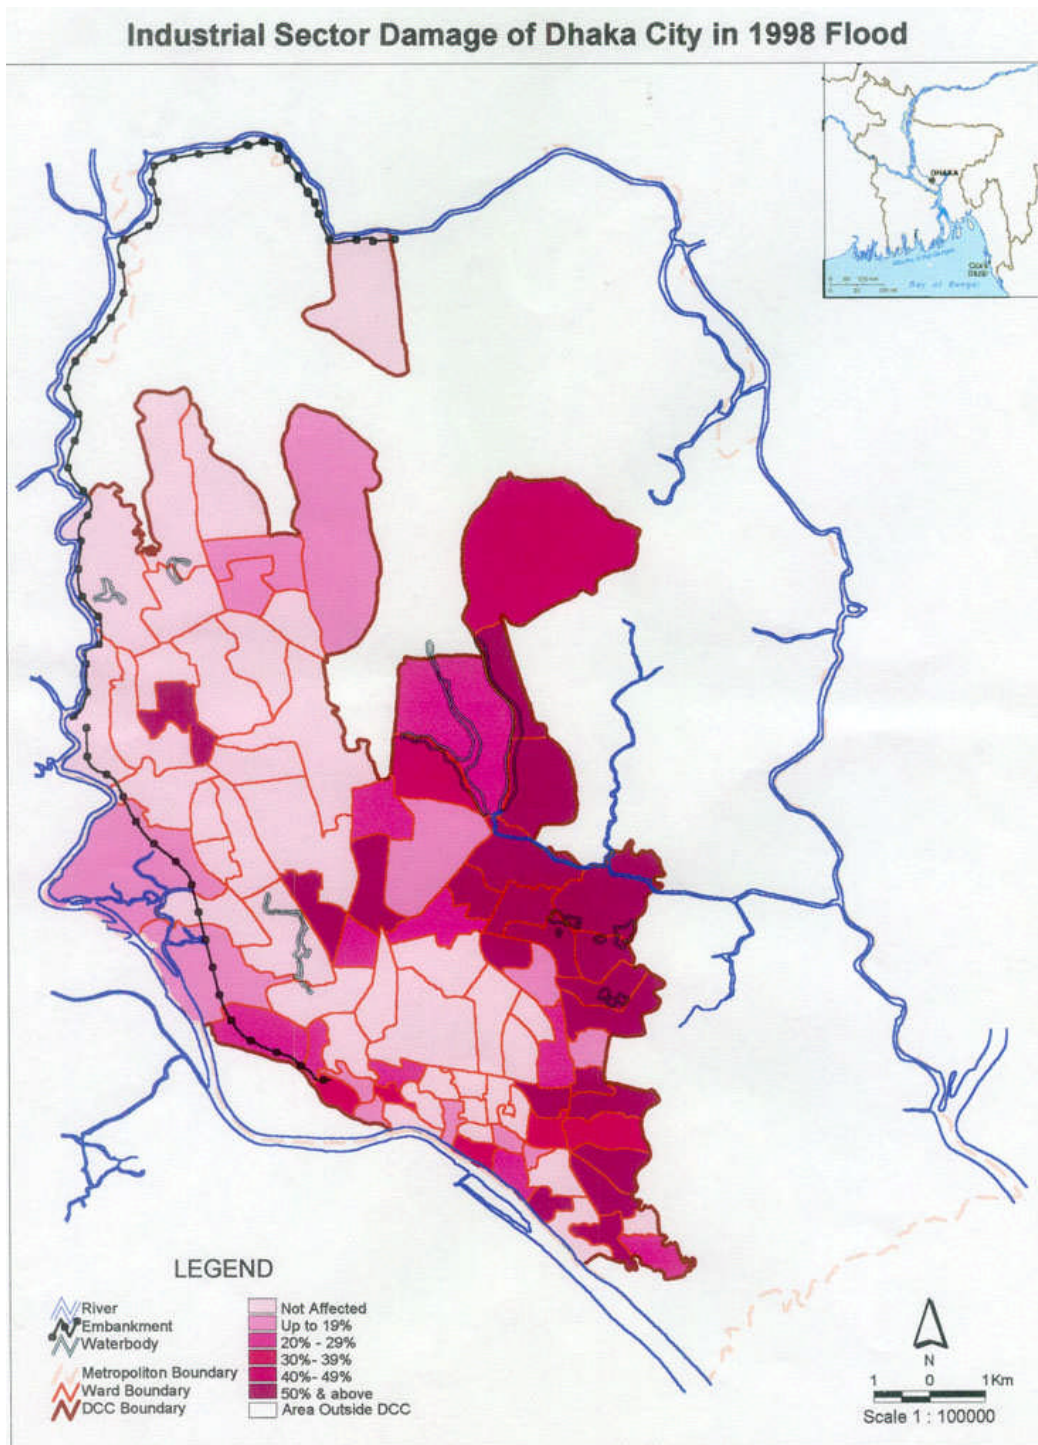 Industrial Sector Damage of Dhaka City in 1998 Flood
DHAKA
Bay of Bengal
LEGEND
River
Embankment
Waterbody
Metropoliton Boundary
Ward Boundary
DCC Boundary
Not Affected
Up to 19%
20% - 29%
30%- 39%
40%- 49%
50% & above
Area Outside DCC
N
1 0 1Km
Scale 1 : 100000